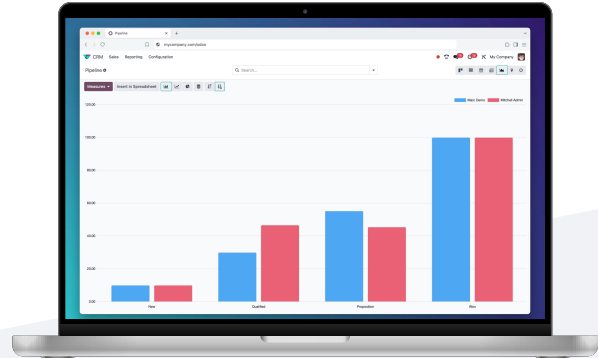 Pipeline
mycompany.com/odoo
CRM Sales Reporting Configuration
My Company
Pipeline
Search...
Measures
Insert in Spreadsheet
Marc Demo Mitchell Admin
120.00
100.00
80.00
60.00
40.00
20.00
0.00
New Qualified Proposition Won